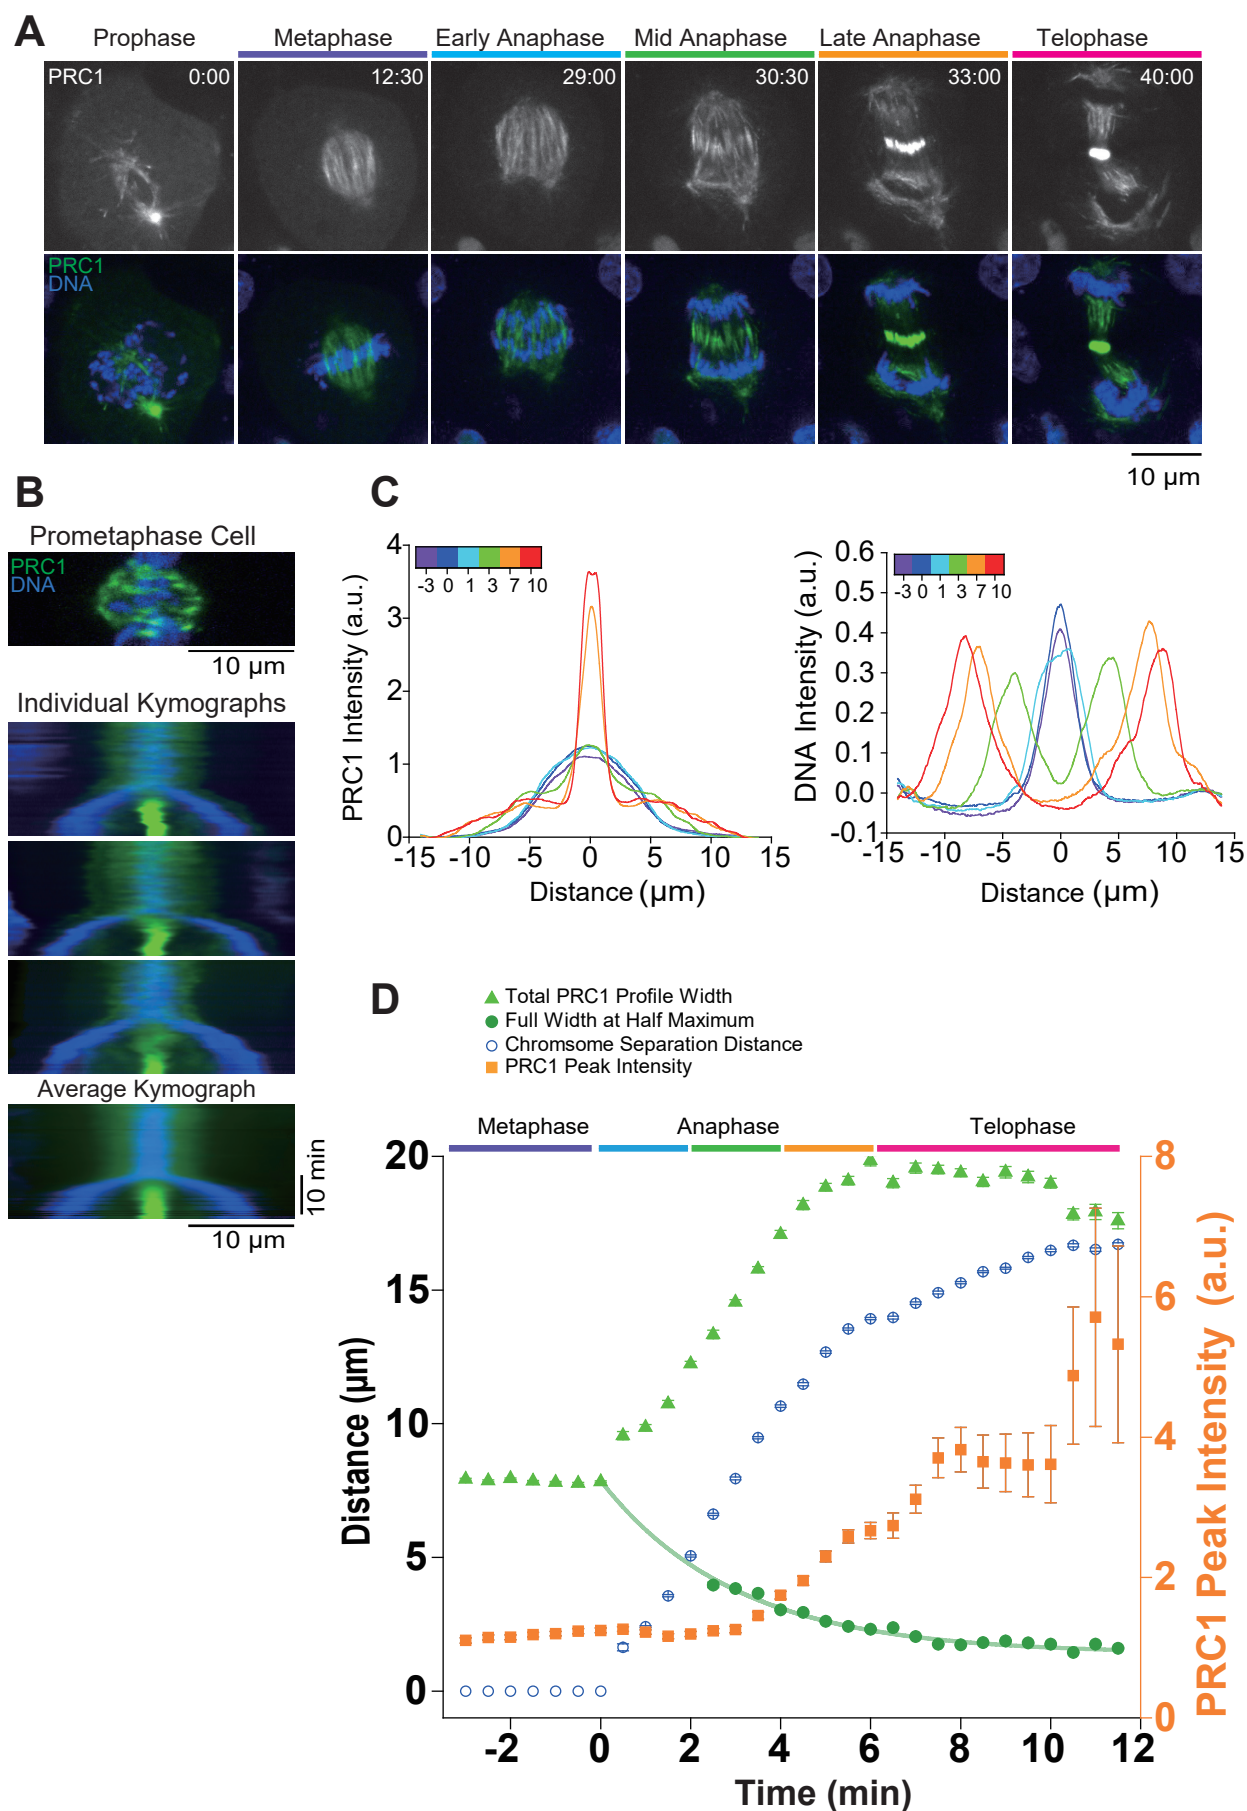 A
Prophase Metaphase Early Anaphase Mid Anaphase Late Anaphase Telophase
PRC1 0:00 12:30 29:00 30:30 33:00 40:00
PRC1
DNA
10 µm
B
Prometaphase Cell
PRC1
DNA
10 µm
Individual Kymographs
Average Kymograph
10 min
10 µm
C
PRC1 Intensity (a.u.)
4
3
2
1
0
-3 0 1 3 7 10
-15 -10 -5 0 5 10 15
Distance (µm)
DNA Intensity (a.u.)
0.6
0.5
0.4
0.3
0.2
0.1
0.0
-0.1
-3 0 1 3 7 10
-15 -10 -5 0 5 10 15
Distance (µm)
D
Total PRC1 Profile Width
Full Width at Half Maximum
Chromsome Separation Distance
PRC1 Peak Intensity
Metaphase Anaphase Telophase
Distance (µm)
20
15
10
5
0
8
6
4
2
0
PRC1 Peak Intensity (a.u.)
-2 0 2 4 6 8 10 12
Time (min)